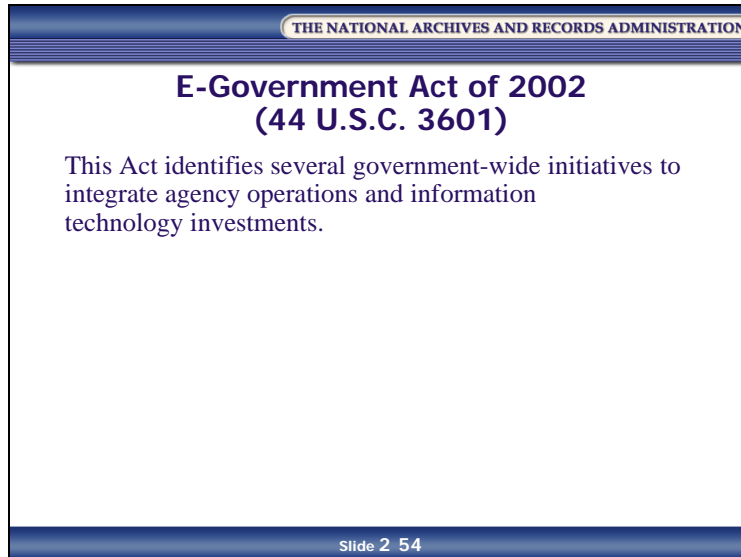 THE NATIONAL ARCHIVES AND RECORDS ADMINISTRATION
E-Government Act of 2002
(44 U.S.C. 3601)
This Act identifies several government-wide initiatives to
integrate agency operations and information
technology investments.
Slide 2 54